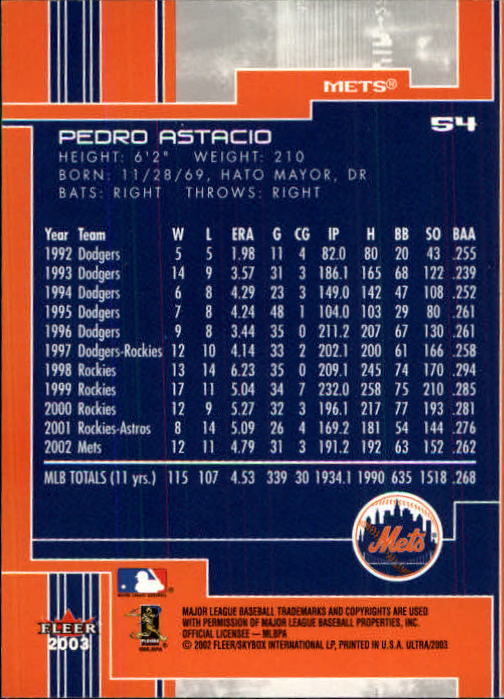 METS®
54
PEDRO ASTACIO
HEIGHT: 6'2" WEIGHT: 210
BORN: 11/28/69, HATO MAYOR, DR
BATS: RIGHT THROWS: RIGHT
Year Team W L ERA G CG IP H BB SO BAA
1992 Dodgers 5 5 1.98 11 4 82.0 80 20 43 .255
1993 Dodgers 14 9 3.57 31 3 186.1 165 68 122 .239
1994 Dodgers 6 8 4.29 23 3 149.0 142 47 108 .252
1995 Dodgers 7 8 4.24 48 1 104.0 103 29 80 .261
1996 Dodgers 9 8 3.44 35 0 211.2 207 67 130 .261
1997 Dodgers-Rockies 12 10 4.14 33 2 202.1 200 61 166 .258
1998 Rockies 13 14 6.23 35 0 209.1 245 74 170 .294
1999 Rockies 17 11 5.04 34 7 232.0 258 75 210 .285
2000 Rockies 12 9 5.27 32 3 196.1 217 77 193 .281
2001 Rockies-Astros 8 14 5.09 26 4 169.2 181 54 144 .276
2002 Mets 12 11 4.79 31 3 191.2 192 63 152 .262
MLB TOTALS (11 yrs.) 115 107 4.53 339 30 1934.1 1990 635 1518 .268
Mets
FLEER
2003
MAJOR LEAGUE BASEBALL TRADEMARKS AND COPYRIGHTS ARE USED
WITH PERMISSION OF MAJOR LEAGUE BASEBALL PROPERTIES, INC.
OFFICIAL LICENSEE — MLBPA
© 2002 FLEER/SKYBOX INTERNATIONAL LP, PRINTED IN U.S.A. ULTRA/2003